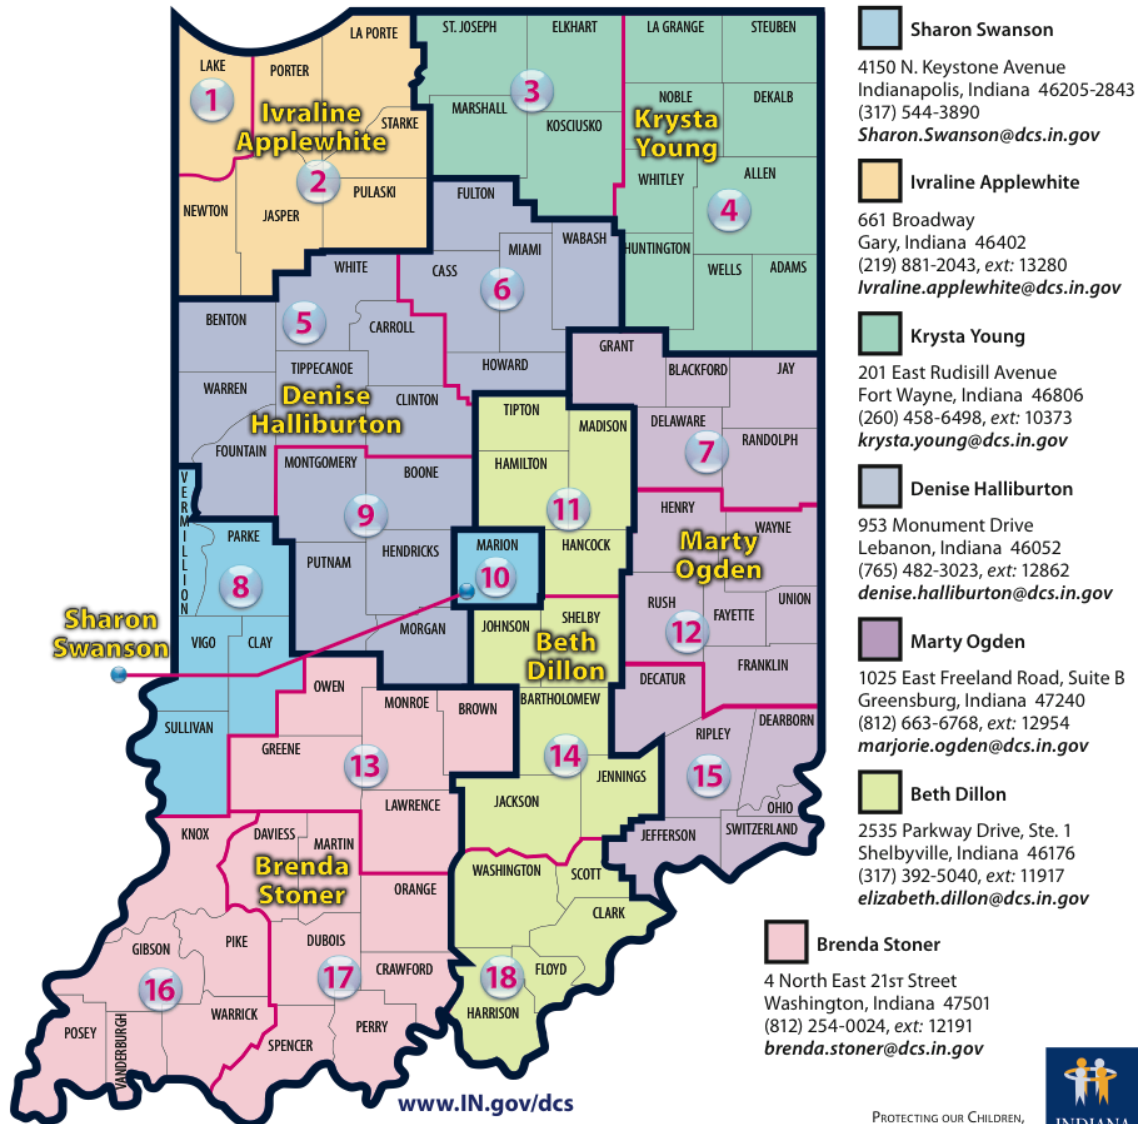 LAKE
PORTER
LA PORTE
ST. JOSEPH
ELKHART
LA GRANGE
STEUBEN
1
Ivraline
Applewhite
STARKE
2
NEWTON
JASPER
PULASKI
3
MARSHALL
KOSCIUSKO
NOBLE
DEKALB
Krysta
Young
WHITLEY
ALLEN
4
HUNTINGTON
WELLS
ADAMS
FULTON
WHITE
CASS
MIAMI
WABASH
6
BENTON
5
CARROLL
HOWARD
TIPPECANOE
WARREN
Denise
Halliburton
CLINTON
FOUNTAIN
MONTGOMERY
BOONE
9
PUTNAM
HENDRICKS
MORGAN
GRANT
BLACKFORD
JAY
DELAWARE
7
RANDOLPH
TIPTON
MADISON
HAMILTON
11
HANCOCK
MARION
10
HENRY
WAYNE
Marty
Ogden
RUSH
12
FAYETTE
UNION
FRANKLIN
VERMILLION
PARKE
8
VIGO
CLAY
SULLIVAN
Sharon
Swanson
JOHNSON
SHELBY
Beth
Dillon
BARTHOLOMEW
14
JENNINGS
JACKSON
DECATUR
RIPLEY
DEARBORN
15
OHIO
SWITZERLAND
JEFFERSON
OWEN
MONROE
BROWN
GREENE
13
LAWRENCE
KNOX
DAVIESS
MARTIN
Brenda
Stoner
ORANGE
WASHINGTON
SCOTT
CLARK
18
FLOYD
HARRISON
GIBSON
PIKE
16
DUBOIS
17
CRAWFORD
POSEY
VANDERBURGH
WARRICK
SPENCER
PERRY
Sharon Swanson
4150 N. Keystone Avenue
Indianapolis, Indiana 46205-2843
(317) 544-3890
Sharon.Swanson@dcs.in.gov
Ivraline Applewhite
661 Broadway
Gary, Indiana 46402
(219) 881-2043, ext: 13280
Ivraline.applewhite@dcs.in.gov
Krysta Young
201 East Rudisill Avenue
Fort Wayne, Indiana 46806
(260) 458-6498, ext: 10373
krysta.young@dcs.in.gov
Denise Halliburton
953 Monument Drive
Lebanon, Indiana 46052
(765) 482-3023, ext: 12862
denise.halliburton@dcs.in.gov
Marty Ogden
1025 East Freeland Road, Suite B
Greensburg, Indiana 47240
(812) 663-6768, ext: 12954
marjorie.ogden@dcs.in.gov
Beth Dillon
2535 Parkway Drive, Ste. 1
Shelbyville, Indiana 46176
(317) 392-5040, ext: 11917
elizabeth.dillon@dcs.in.gov
Brenda Stoner
4 North East 21ST Street
Washington, Indiana 47501
(812) 254-0024, ext: 12191
brenda.stoner@dcs.in.gov
www.IN.gov/dcs
PROTECTING OUR CHILDREN,
INDIANA